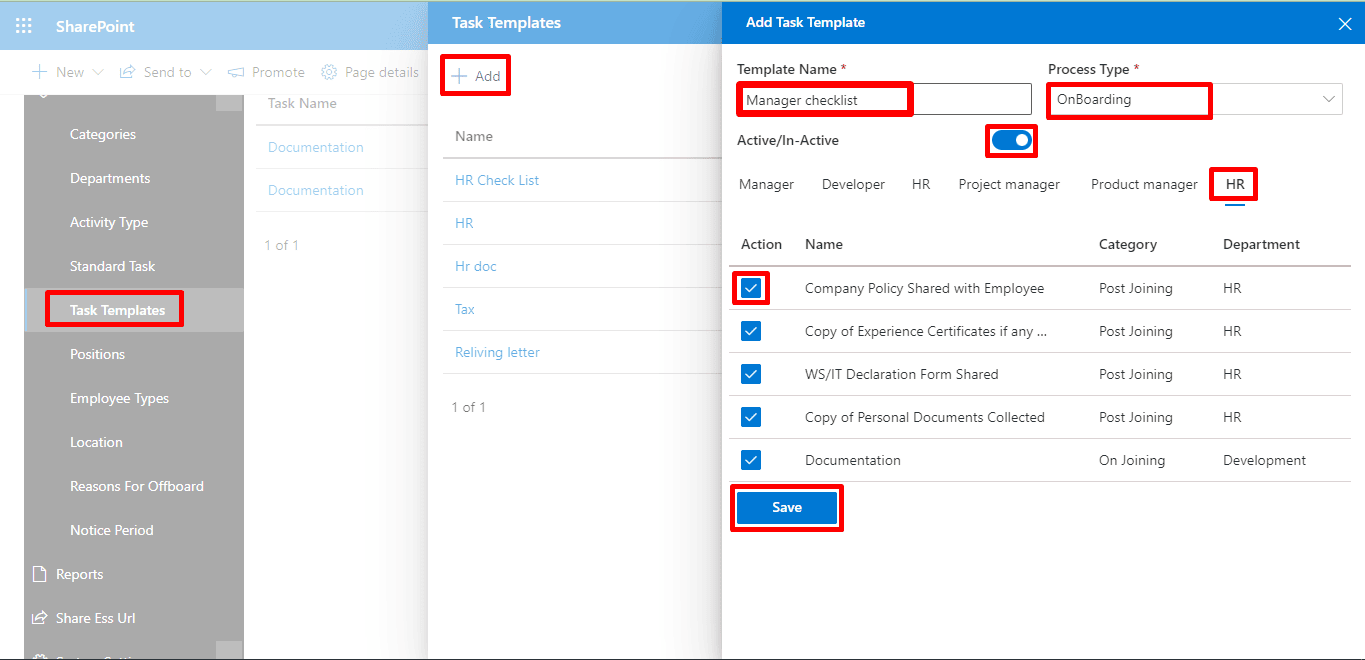 SharePoint
New
Send to
Promote
Page details
Categories
Departments
Activity Type
Standard Task
Task Templates
Positions
Employee Types
Location
Reasons For Offboard
Notice Period
Reports
Share Ess Url
Task Name
Documentation
Documentation
1 of 1
Task Templates
Add
Name
HR Check List
HR
Hr doc
Tax
Reliving letter
1 of 1
Add Task Template
Template Name * Process Type *
Manager checklist OnBoarding
Active/In-Active
Manager Developer HR Project manager Product manager HR
Action Name Category Department
Company Policy Shared with Employee Post Joining HR
Copy of Experience Certificates if any ... Post Joining HR
WS/IT Declaration Form Shared Post Joining HR
Copy of Personal Documents Collected Post Joining HR
Documentation On Joining Development
Save